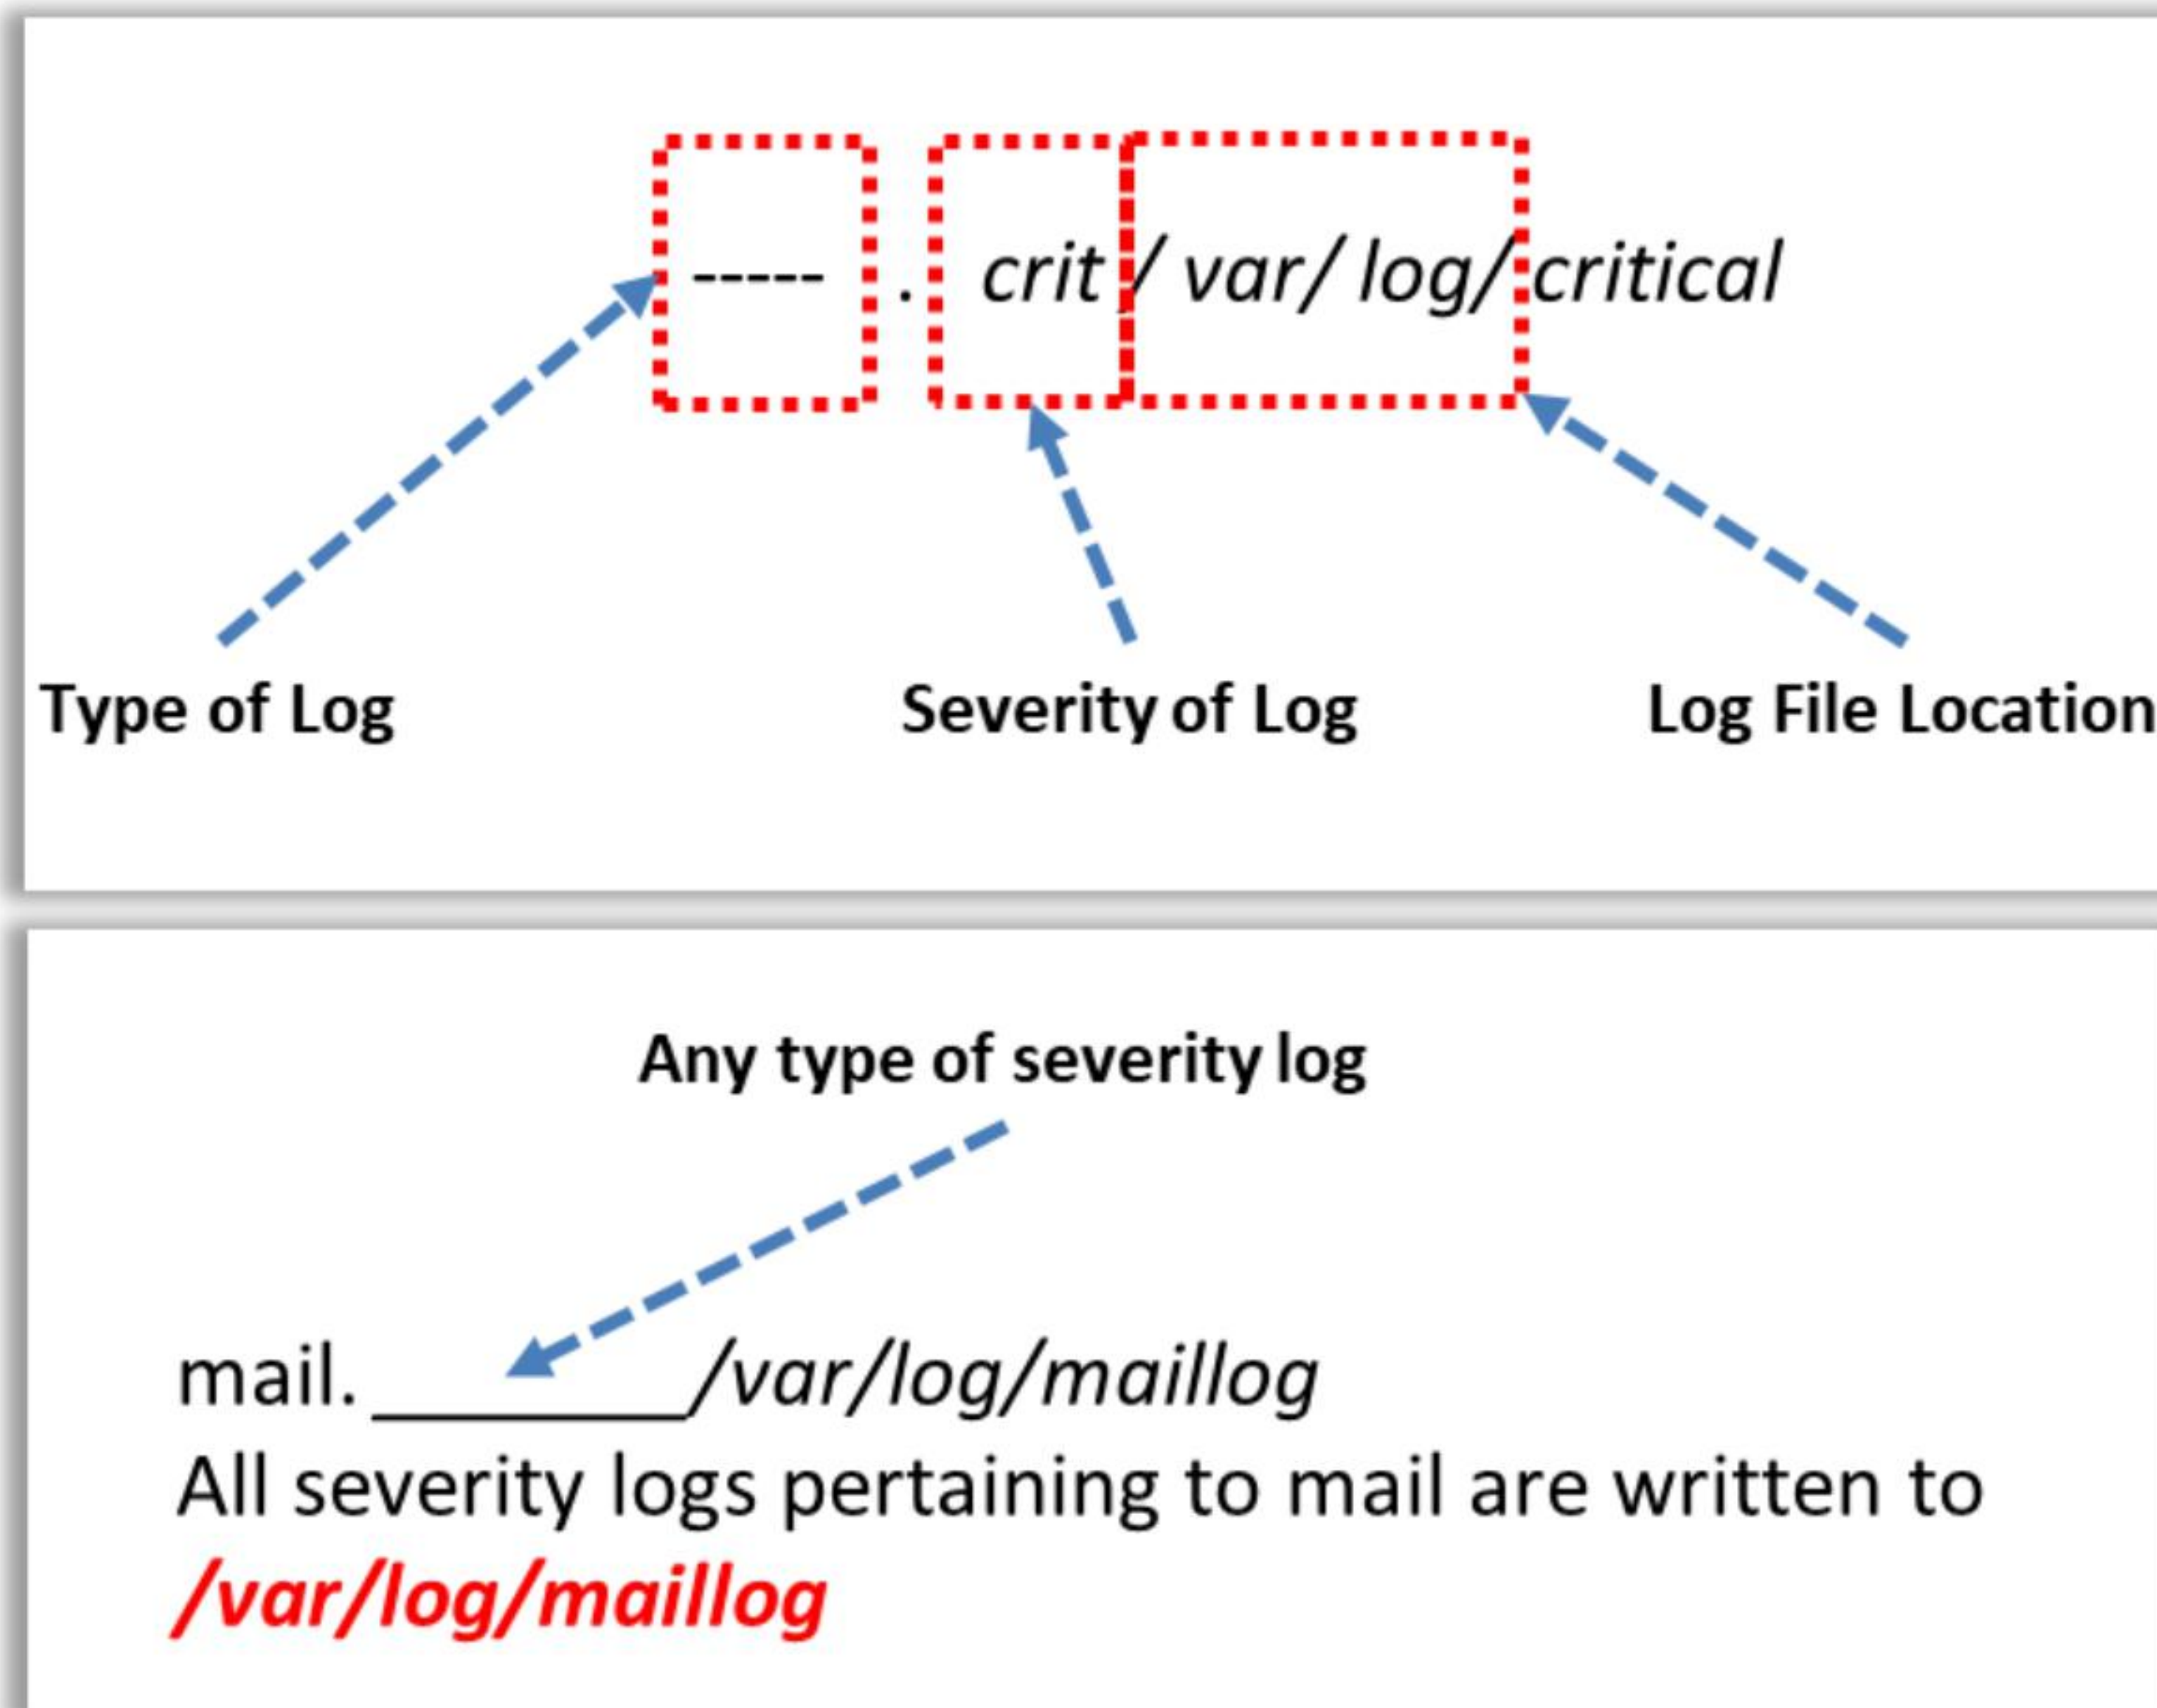 ----- . crit / var/ log/ critical
Type of Log Severity of Log Log File Location
Any type of severity log
mail.________/var/log/maillog
All severity logs pertaining to mail are written to
/var/log/maillog